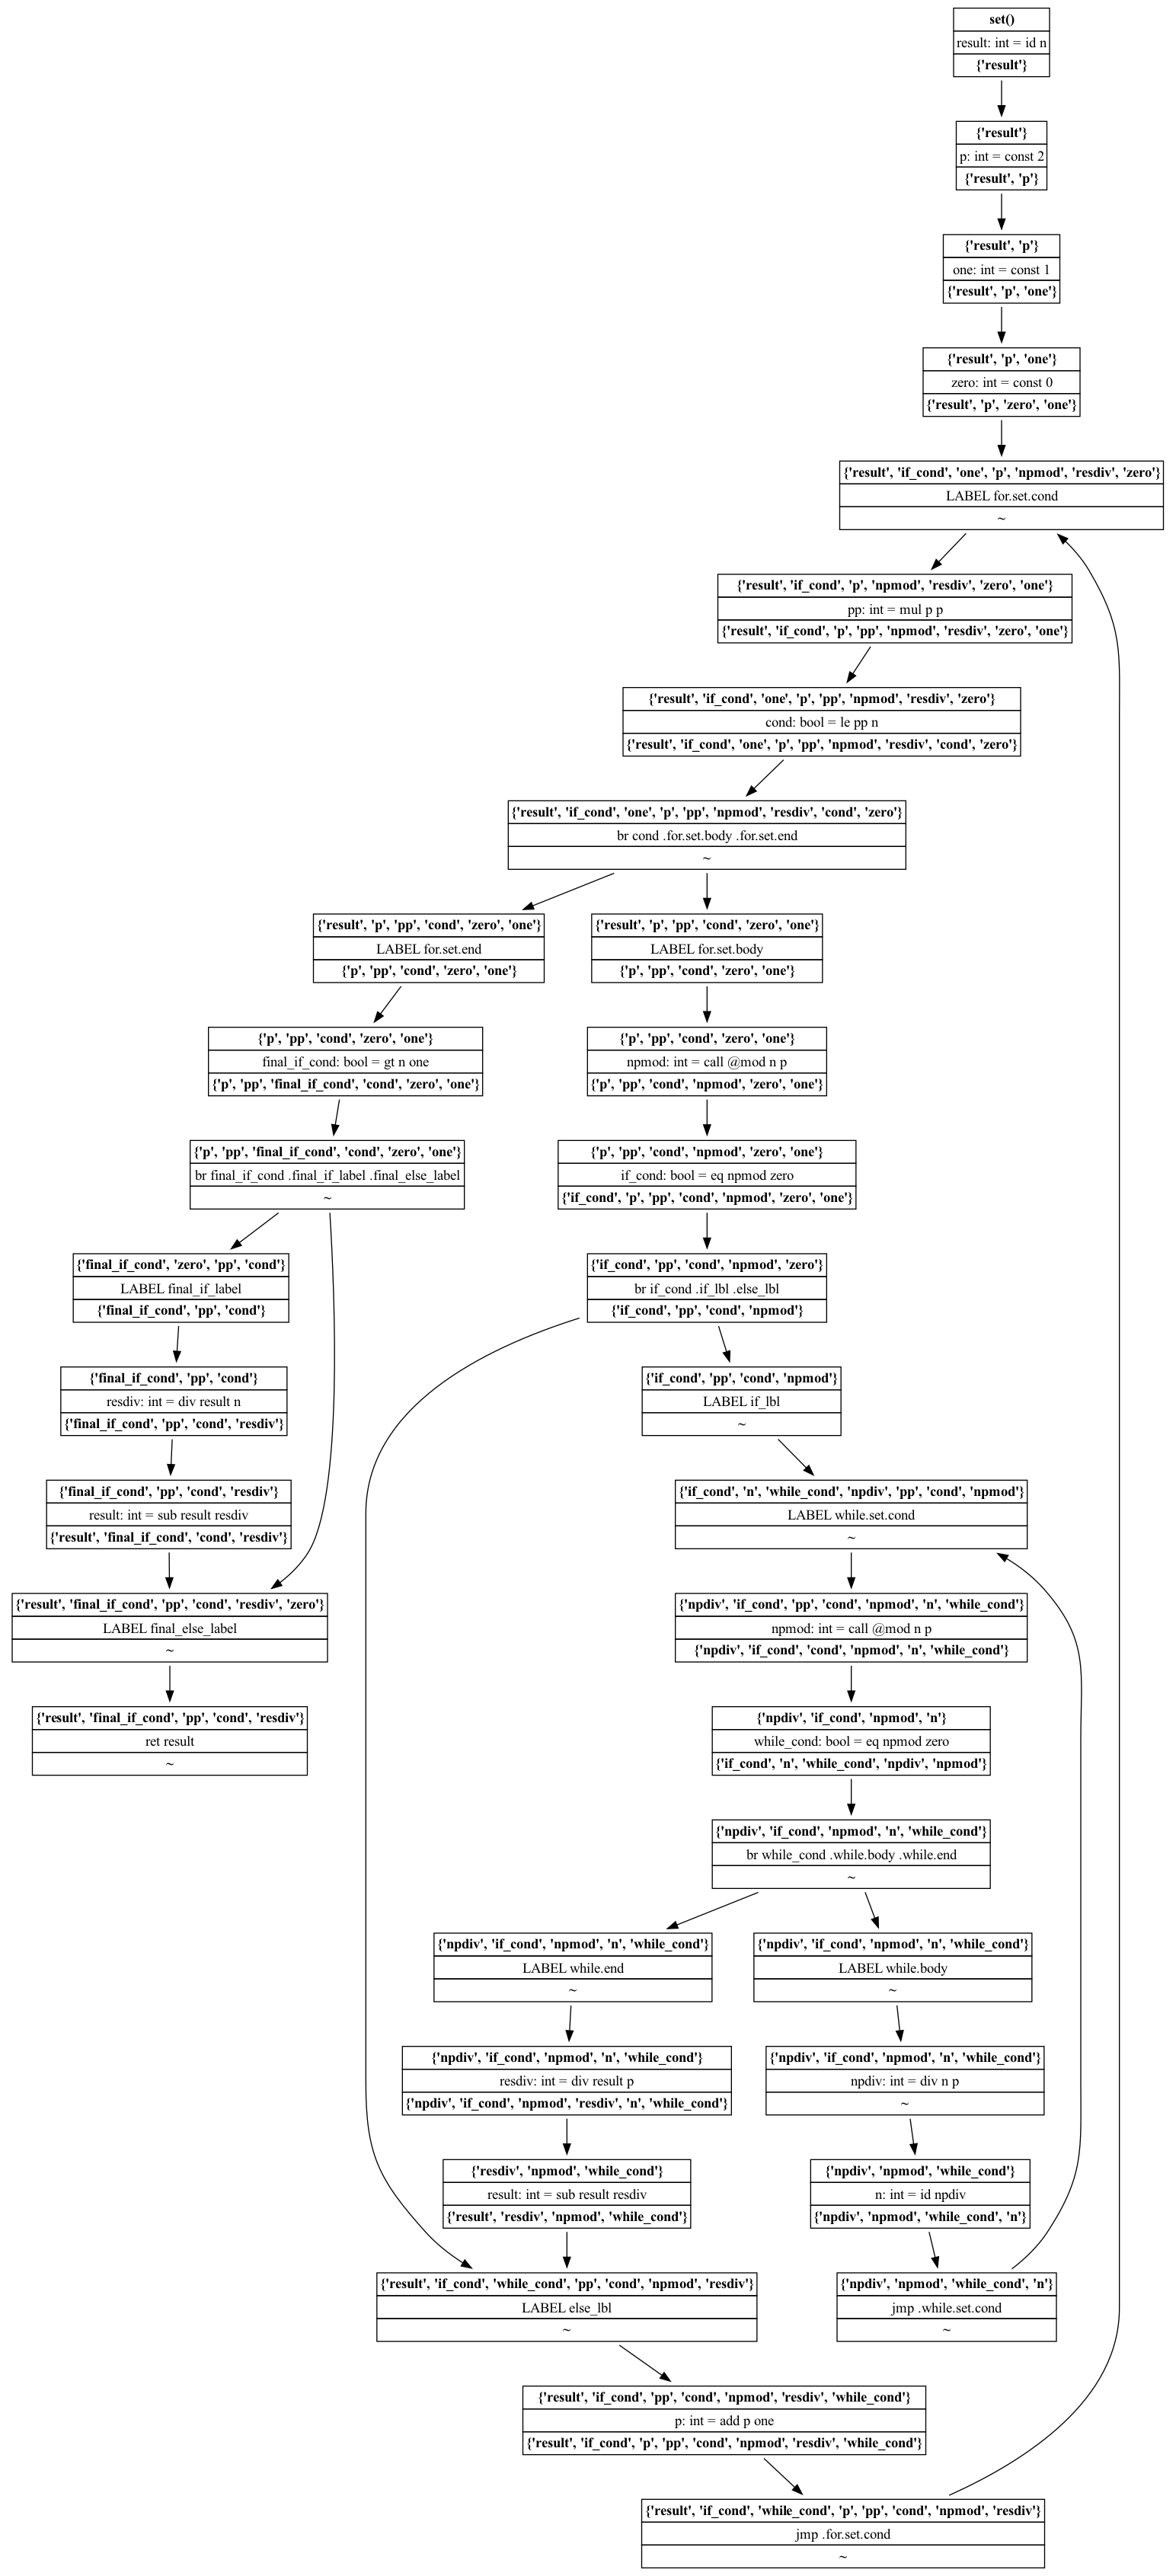 set()
result: int = id n
{'result'}
{'result'}
p: int = const 2
{'result', 'p'}
{'result', 'p'}
one: int = const 1
{'result', 'p', 'one'}
{'result', 'p', 'one'}
zero: int = const 0
{'result', 'p', 'zero', 'one'}
{'result', 'if_cond', 'one', 'p', 'npmod', 'resdiv', 'zero'}
LABEL for.set.cond
~
{'result', 'if_cond', 'p', 'npmod', 'resdiv', 'zero', 'one'}
pp: int = mul p p
{'result', 'if_cond', 'p', 'pp', 'npmod', 'resdiv', 'zero', 'one'}
{'result', 'if_cond', 'one', 'p', 'pp', 'npmod', 'resdiv', 'zero'}
cond: bool = le pp n
{'result', 'if_cond', 'one', 'p', 'pp', 'npmod', 'resdiv', 'cond', 'zero'}
{'result', 'if_cond', 'one', 'p', 'pp', 'npmod', 'resdiv', 'cond', 'zero'}
br cond .for.set.body .for.set.end
~
{'result', 'p', 'pp', 'cond', 'zero', 'one'}
LABEL for.set.end
{'p', 'pp', 'cond', 'zero', 'one'}
{'result', 'p', 'pp', 'cond', 'zero', 'one'}
LABEL for.set.body
{'p', 'pp', 'cond', 'zero', 'one'}
{'p', 'pp', 'cond', 'zero', 'one'}
final_if_cond: bool = gt n one
{'p', 'pp', 'final_if_cond', 'cond', 'zero', 'one'}
{'p', 'pp', 'cond', 'zero', 'one'}
npmod: int = call @mod n p
{'p', 'pp', 'cond', 'npmod', 'zero', 'one'}
{'p', 'pp', 'final_if_cond', 'cond', 'zero', 'one'}
br final_if_cond .final_if_label .final_else_label
~
{'p', 'pp', 'cond', 'npmod', 'zero', 'one'}
if_cond: bool = eq npmod zero
{'if_cond', 'p', 'pp', 'cond', 'npmod', 'zero', 'one'}
{'final_if_cond', 'zero', 'pp', 'cond'}
LABEL final_if_label
{'final_if_cond', 'pp', 'cond'}
{'if_cond', 'pp', 'cond', 'npmod', 'zero'}
br if_cond .if_lbl .else_lbl
{'if_cond', 'pp', 'cond', 'npmod'}
{'final_if_cond', 'pp', 'cond'}
resdiv: int = div result n
{'final_if_cond', 'pp', 'cond', 'resdiv'}
{'if_cond', 'pp', 'cond', 'npmod'}
LABEL if_lbl
~
{'final_if_cond', 'pp', 'cond', 'resdiv'}
result: int = sub result resdiv
{'result', 'final_if_cond', 'cond', 'resdiv'}
{'if_cond', 'n', 'while_cond', 'npdiv', 'pp', 'cond', 'npmod'}
LABEL while.set.cond
~
{'result', 'final_if_cond', 'pp', 'cond', 'resdiv', 'zero'}
LABEL final_else_label
~
{'npdiv', 'if_cond', 'pp', 'cond', 'npmod', 'n', 'while_cond'}
npmod: int = call @mod n p
{'npdiv', 'if_cond', 'cond', 'npmod', 'n', 'while_cond'}
{'result', 'final_if_cond', 'pp', 'cond', 'resdiv'}
ret result
~
{'npdiv', 'if_cond', 'npmod', 'n'}
while_cond: bool = eq npmod zero
{'if_cond', 'n', 'while_cond', 'npdiv', 'npmod'}
{'npdiv', 'if_cond', 'npmod', 'n', 'while_cond'}
br while_cond .while.body .while.end
~
{'npdiv', 'if_cond', 'npmod', 'n', 'while_cond'}
LABEL while.end
~
{'npdiv', 'if_cond', 'npmod', 'n', 'while_cond'}
LABEL while.body
~
{'npdiv', 'if_cond', 'npmod', 'n', 'while_cond'}
resdiv: int = div result p
{'npdiv', 'if_cond', 'npmod', 'resdiv', 'n', 'while_cond'}
{'npdiv', 'if_cond', 'npmod', 'n', 'while_cond'}
npdiv: int = div n p
~
{'resdiv', 'npmod', 'while_cond'}
result: int = sub result resdiv
{'result', 'resdiv', 'npmod', 'while_cond'}
{'npdiv', 'npmod', 'while_cond'}
n: int = id npdiv
{'npdiv', 'npmod', 'while_cond', 'n'}
{'result', 'if_cond', 'while_cond', 'pp', 'cond', 'npmod', 'resdiv'}
LABEL else_lbl
~
{'npdiv', 'npmod', 'while_cond', 'n'}
jmp .while.set.cond
~
{'result', 'if_cond', 'pp', 'cond', 'npmod', 'resdiv', 'while_cond'}
p: int = add p one
{'result', 'if_cond', 'p', 'pp', 'cond', 'npmod', 'resdiv', 'while_cond'}
{'result', 'if_cond', 'while_cond', 'p', 'pp', 'cond', 'npmod', 'resdiv'}
jmp .for.set.cond
~